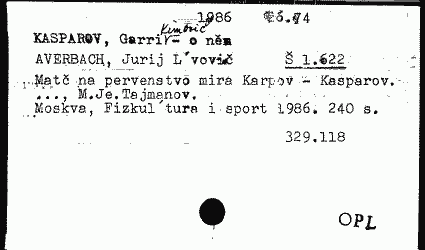 1986 76.74
Kimovič
KASPAROV, Garrij - o něm
AVERBACH, Jurij L'vovič Š 1.622
Matč na pervenstvo mira Karpov - Kasparov.
..., M.Je.Tajmanov.
Moskva, Fizkul'tura i sport 1986. 240 s.
329.118
OPL